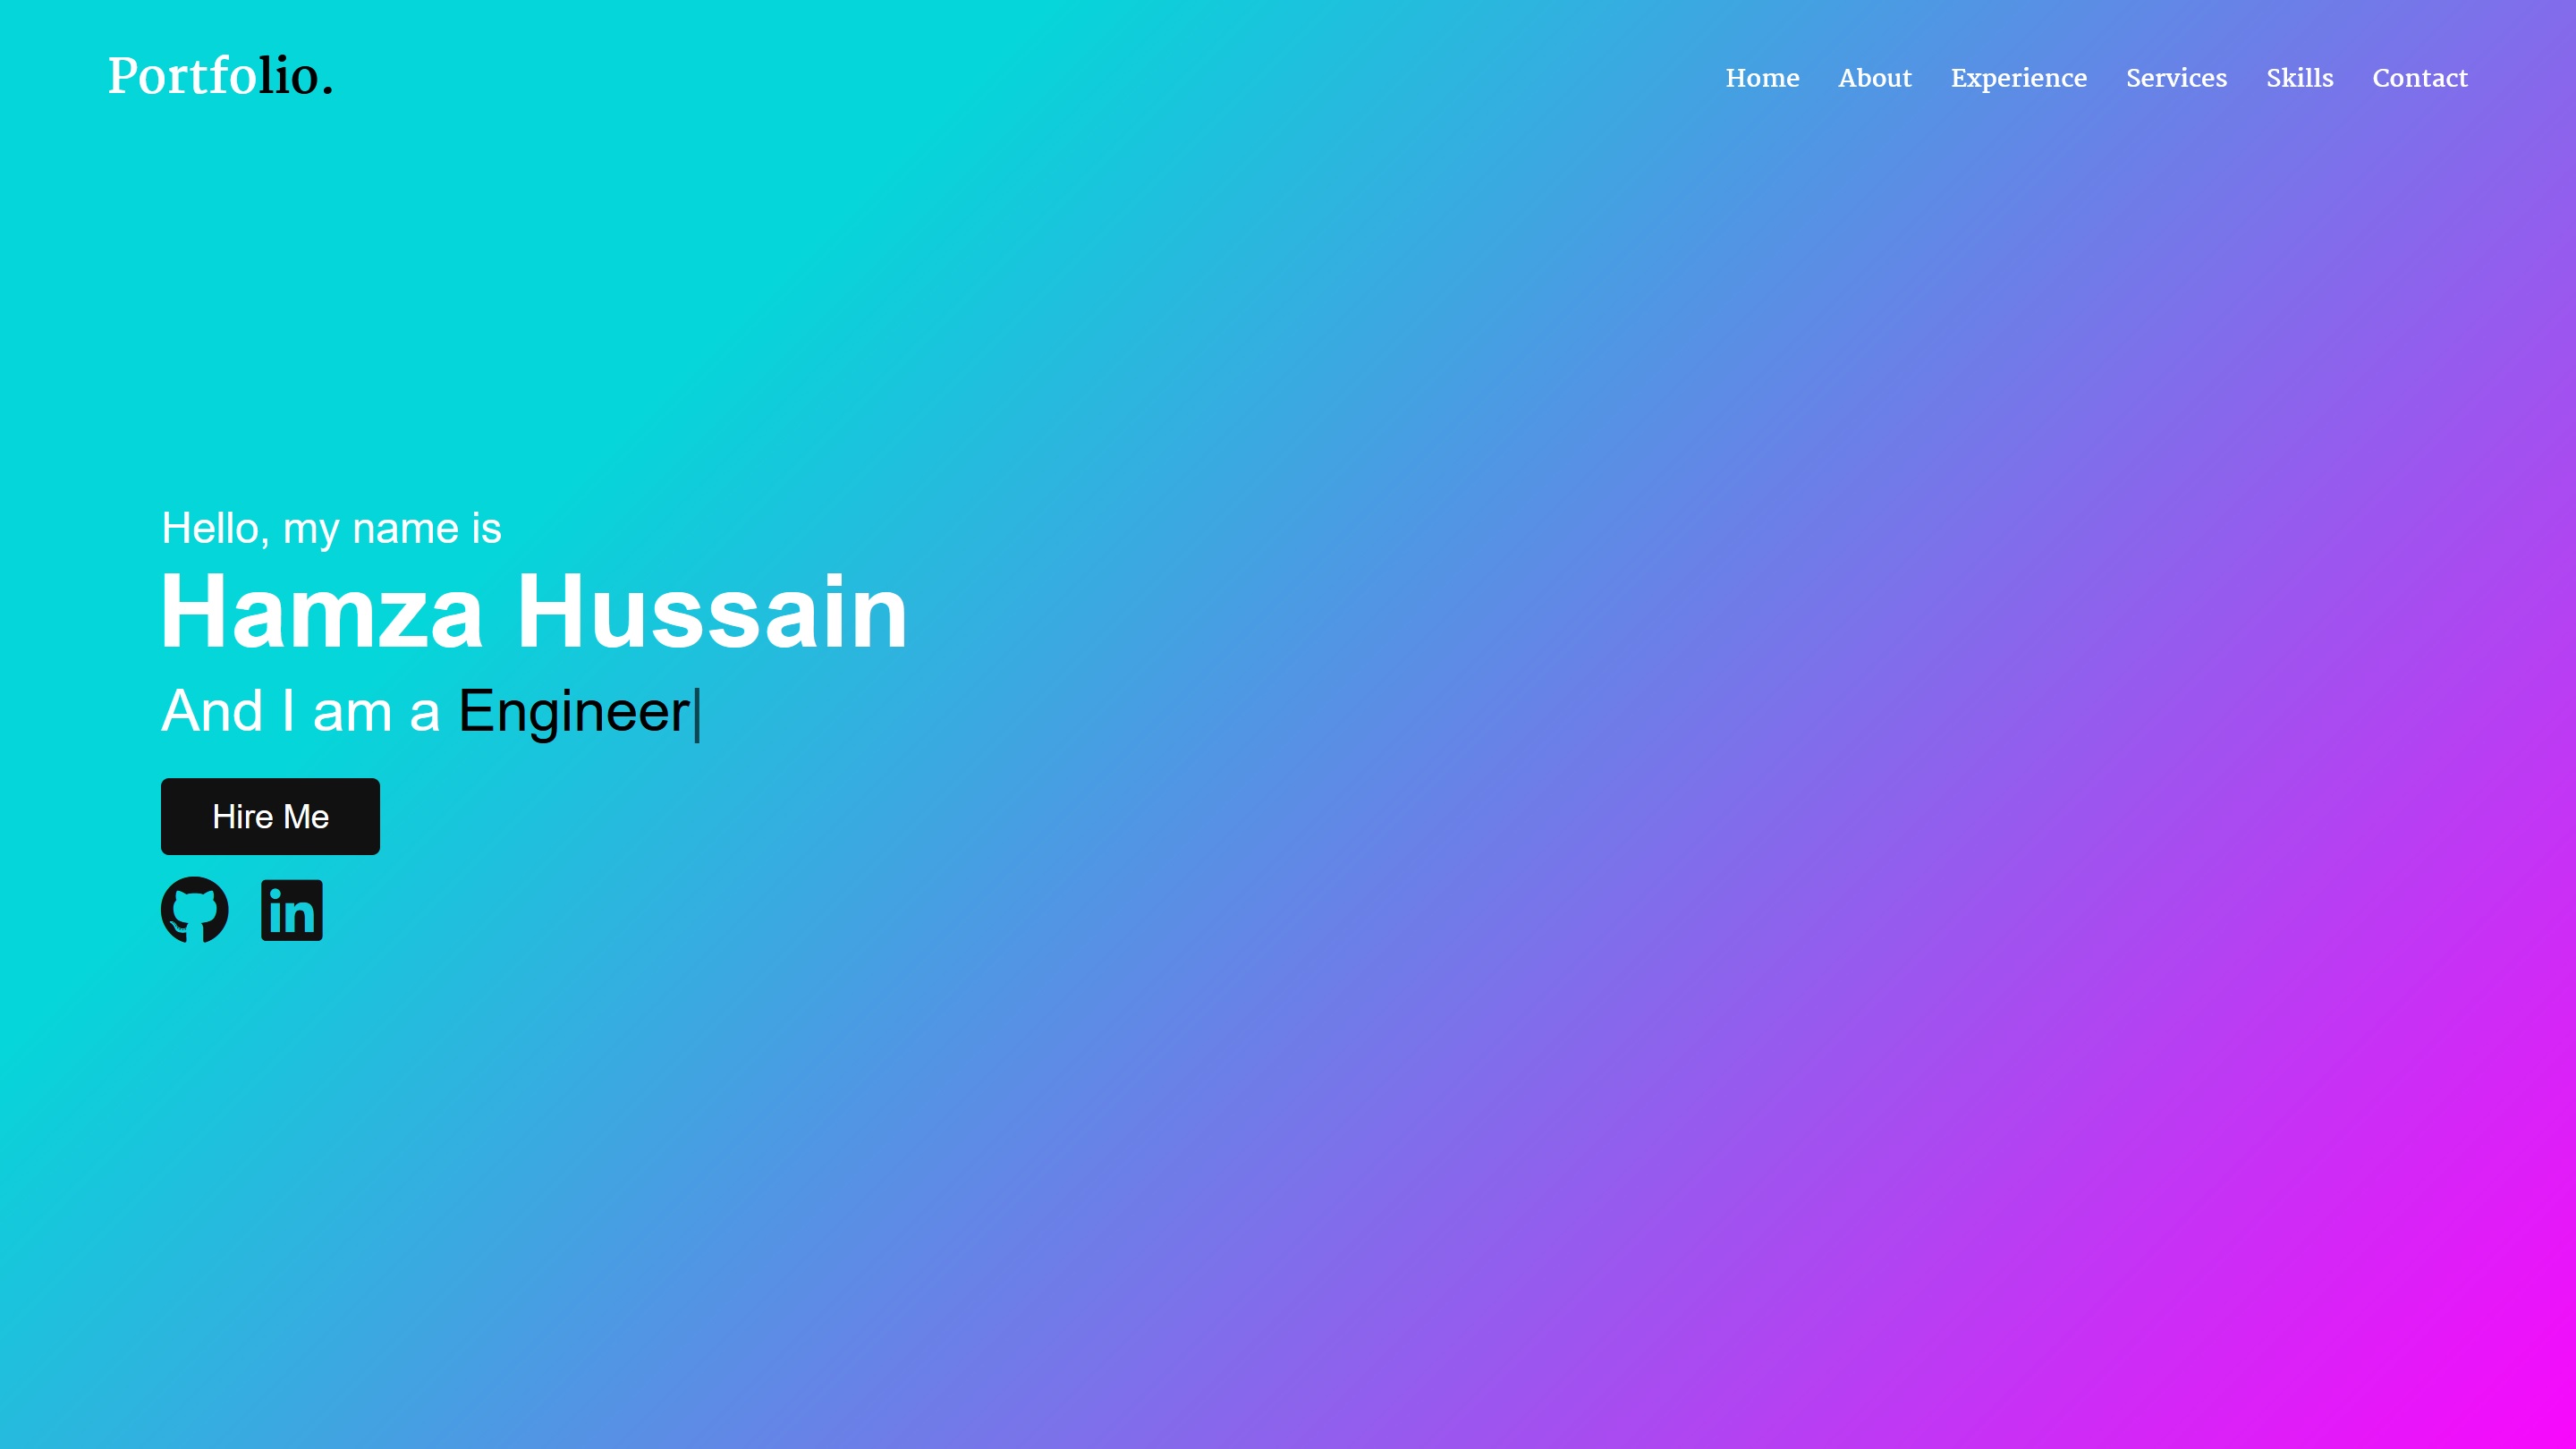 Portfolio.
Home About Experience Services Skills Contact
Hello, my name is
Hamza Hussain
And I am a Engineer|
Hire Me
in